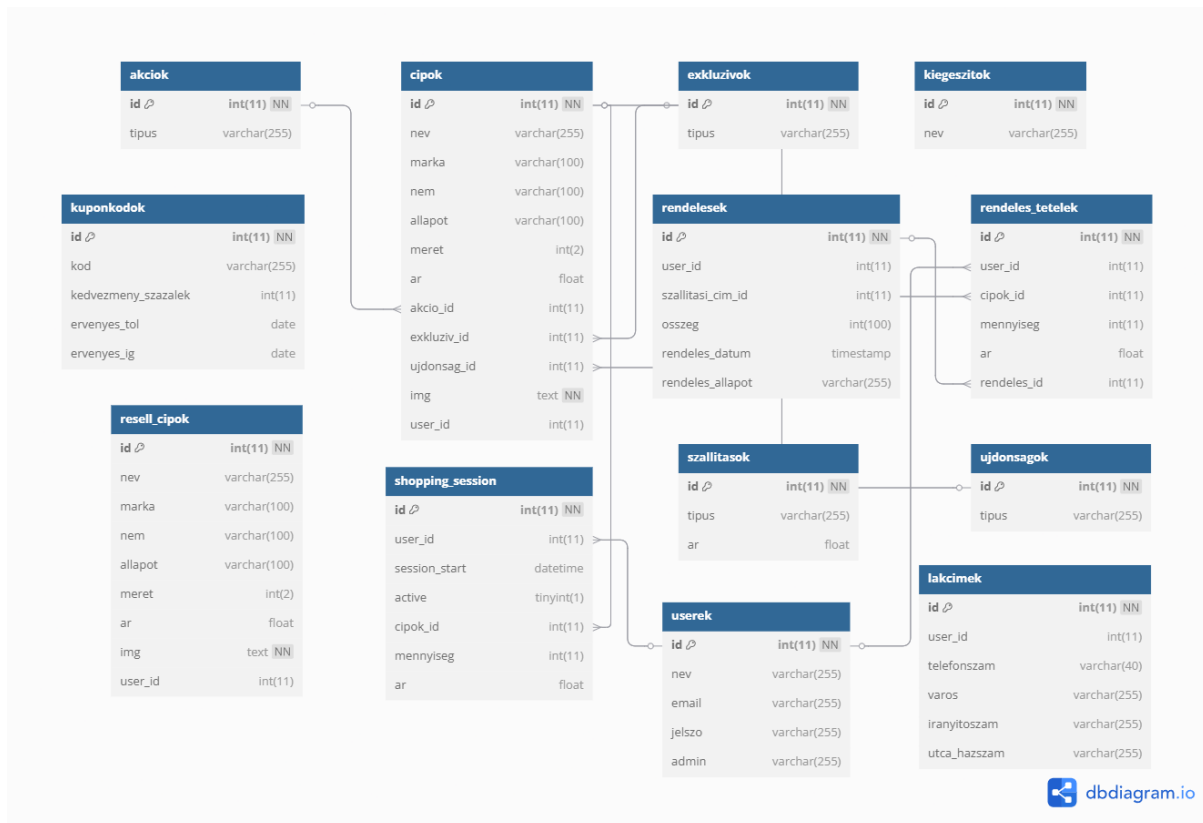 akciok
id int(11) NN
tipus varchar(255)
cipok
id int(11) NN
nev varchar(255)
marka varchar(100)
nem varchar(100)
allapot varchar(100)
meret int(2)
ar float
akcio_id int(11)
exkluziv_id int(11)
ujdonsag_id int(11)
img text NN
user_id int(11)
exkluzivok
id int(11) NN
tipus varchar(255)
kiegeszitok
id int(11) NN
nev varchar(255)
kuponkodok
id int(11) NN
kod varchar(255)
kedvezmeny_szazalek int(11)
ervenyes_tol date
ervenyes_ig date
rendelesek
id int(11) NN
user_id int(11)
szallitasi_cim_id int(11)
osszeg int(100)
rendeles_datum timestamp
rendeles_allapot varchar(255)
rendeles_tetelek
id int(11) NN
user_id int(11)
cipok_id int(11)
mennyiseg int(11)
ar float
rendeles_id int(11)
resell_cipok
id int(11) NN
nev varchar(255)
marka varchar(100)
nem varchar(100)
allapot varchar(100)
meret int(2)
ar float
img text NN
user_id int(11)
shopping_session
id int(11) NN
user_id int(11)
session_start datetime
active tinyint(1)
cipok_id int(11)
mennyiseg int(11)
ar float
szallitasok
id int(11) NN
tipus varchar(255)
ar float
ujdonsagok
id int(11) NN
tipus varchar(255)
userek
id int(11) NN
nev varchar(255)
email varchar(255)
jelszo varchar(255)
admin varchar(255)
lakcimek
id int(11) NN
user_id int(11)
telefonszam varchar(40)
varos varchar(255)
iranyitoszam varchar(255)
utca_hazszam varchar(255)
dbdiagram.io